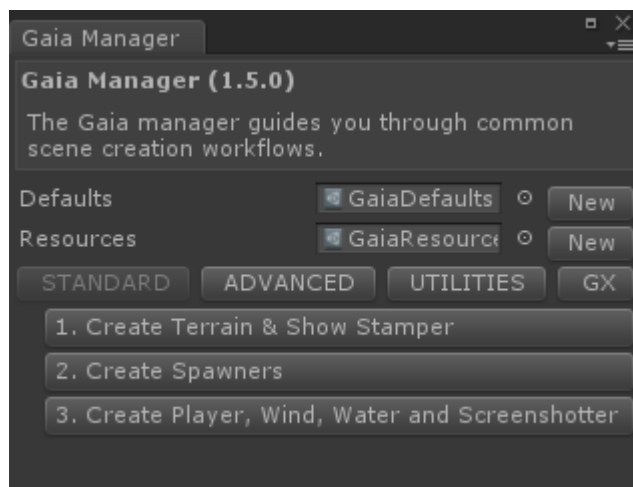 Gaia Manager
Gaia Manager (1.5.0)
The Gaia manager guides you through common
scene creation workflows.
Defaults GaiaDefaults New
Resources GaiaResource New
STANDARD ADVANCED UTILITIES GX
1. Create Terrain & Show Stamper
2. Create Spawners
3. Create Player, Wind, Water and Screenshotter